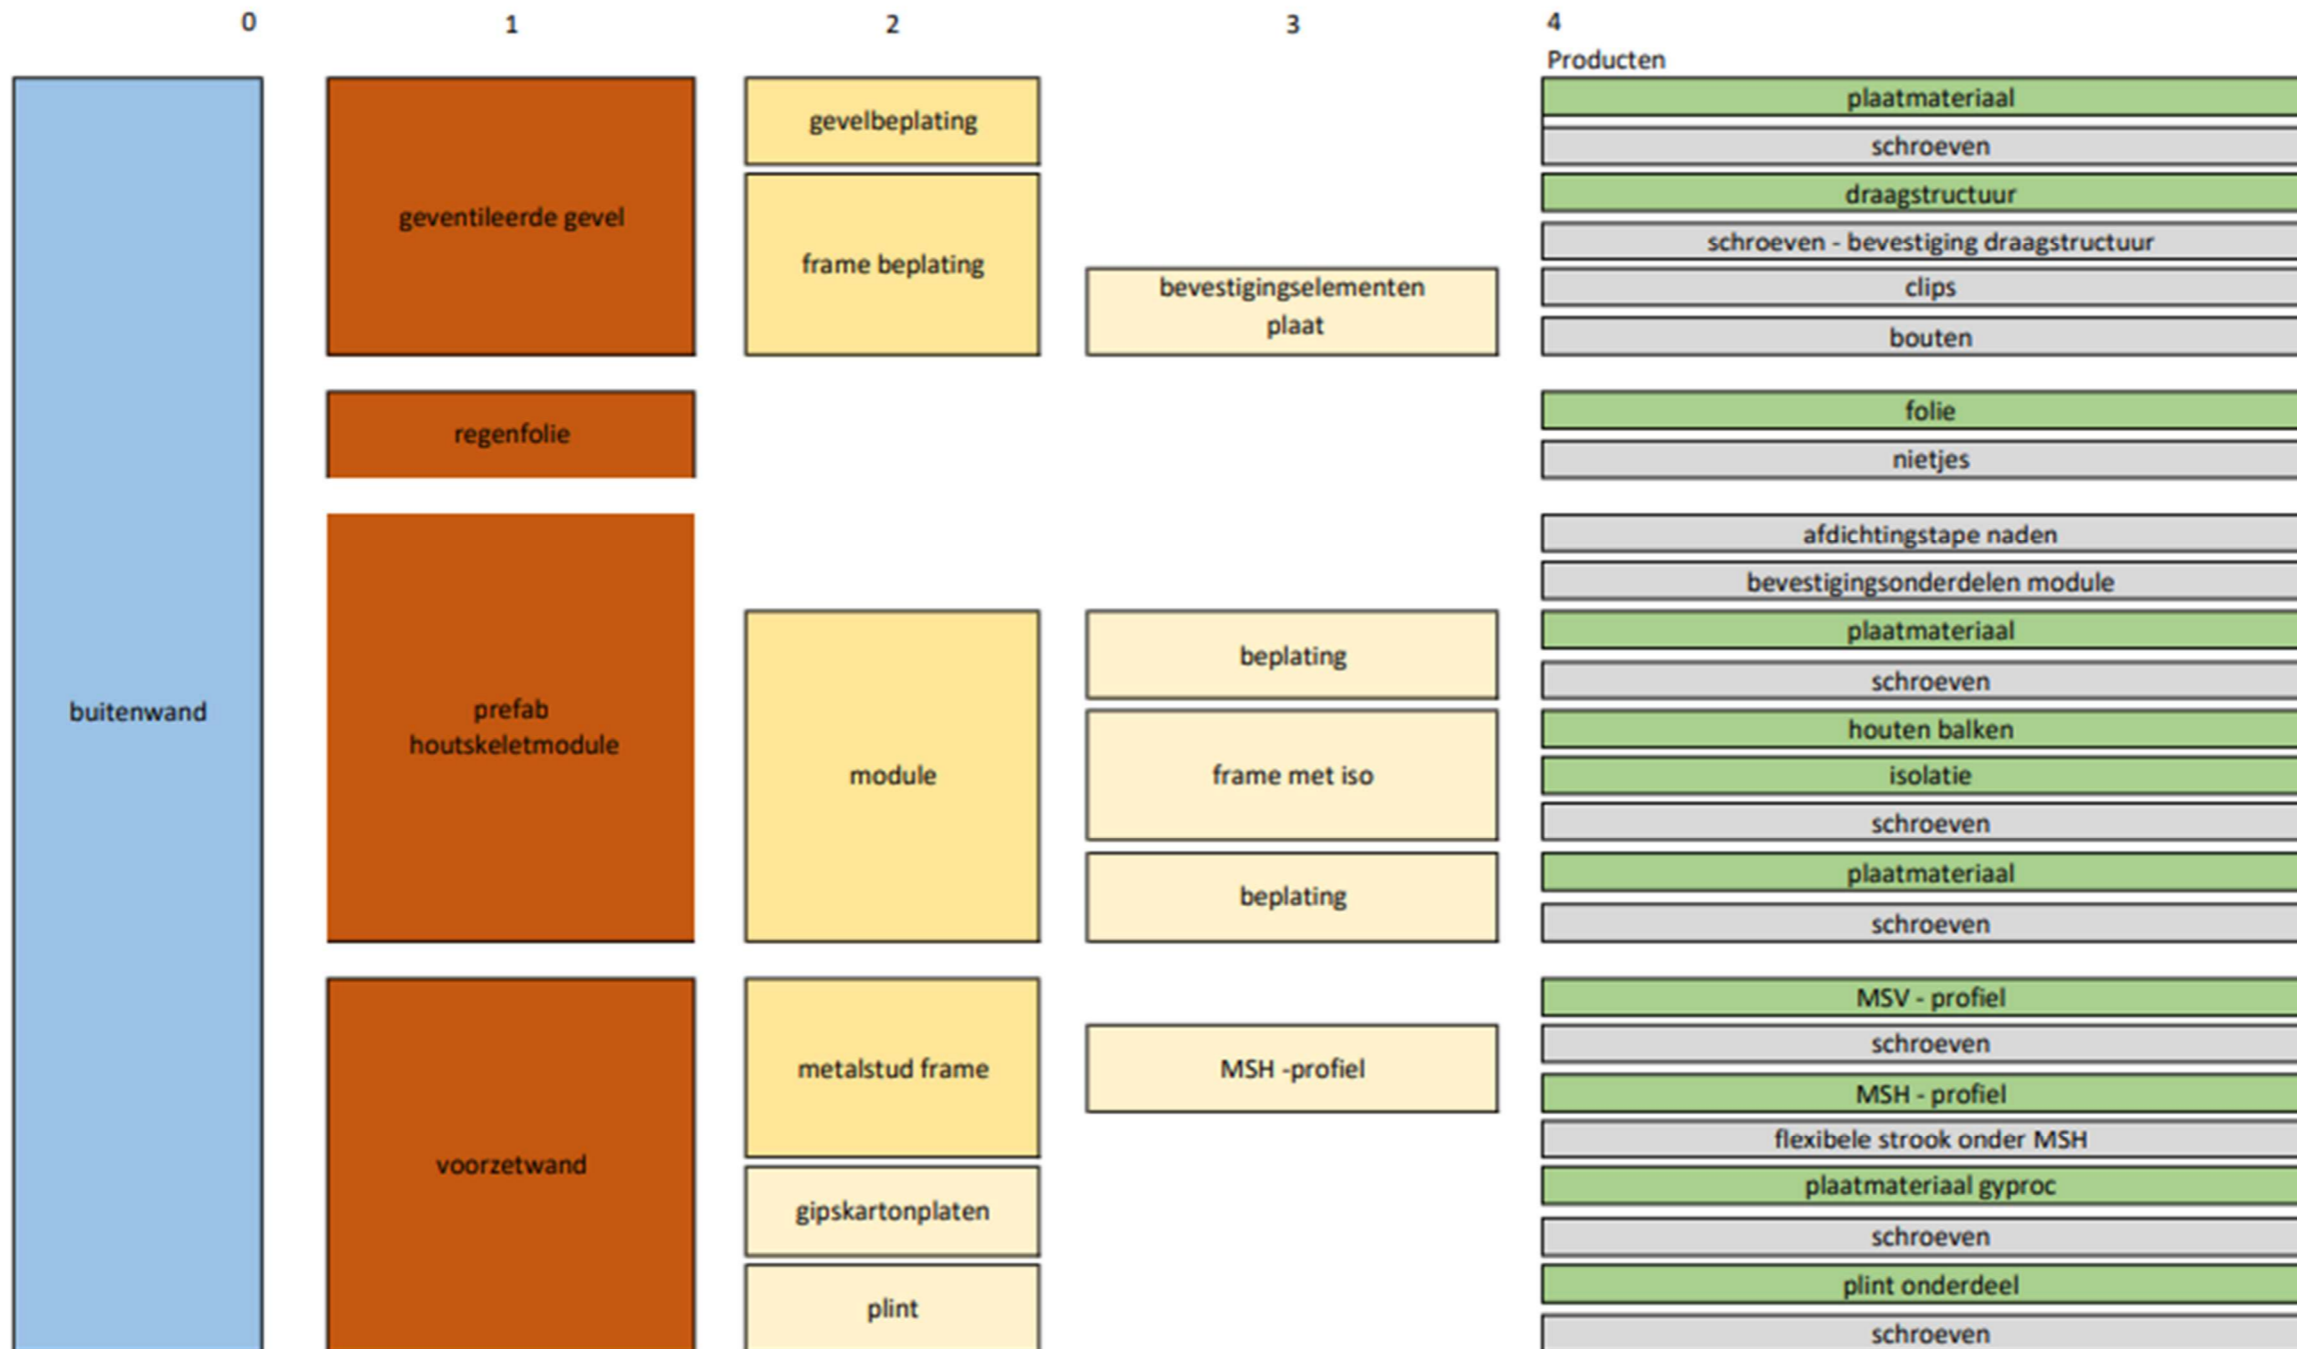 0
1
2
3
4
Producten
buitenwand
geventileerde gevel
gevelbeplating
plaatmateriaal
schroeven
frame beplating
draagstructuur
schroeven - bevestiging draagstructuur
bevestigingselementen
plaat
clips
bouten
regenfolie
folie
nietjes
prefab
houtskeletmodule
afdichtingstape naden
bevestigingsonderdelen module
module
beplating
plaatmateriaal
schroeven
frame met iso
houten balken
isolatie
schroeven
beplating
plaatmateriaal
schroeven
voorzetwand
metalstud frame
MSV - profiel
schroeven
MSH -profiel
MSH - profiel
flexibele strook onder MSH
gipskartonplaten
plaatmateriaal gyproc
schroeven
plint
plint onderdeel
schroeven